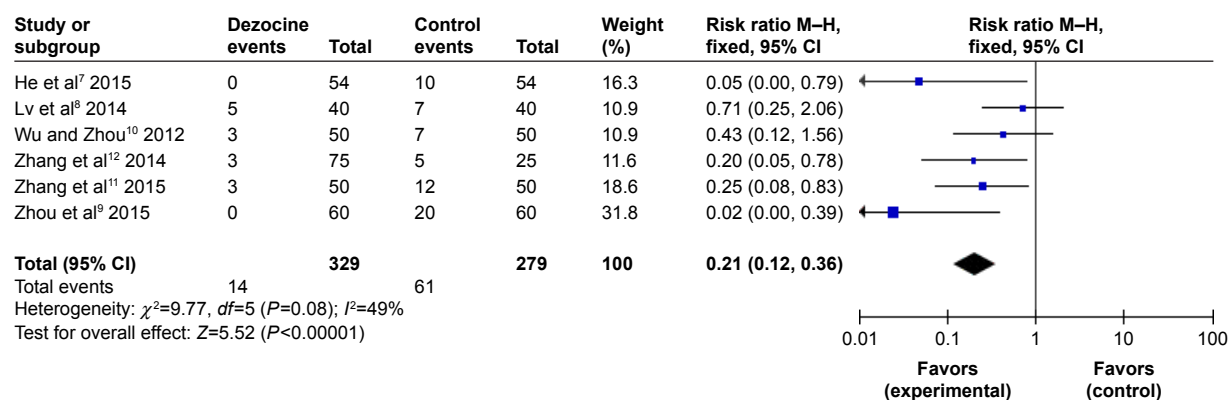 Study or subgroup Dezocine events Total Control events Total Weight (%) Risk ratio M–H, fixed, 95% CI Risk ratio M–H, fixed, 95% CI
He et al⁷ 2015 0 54 10 54 16.3 0.05 (0.00, 0.79)
Lv et al⁸ 2014 5 40 7 40 10.9 0.71 (0.25, 2.06)
Wu and Zhou¹⁰ 2012 3 50 7 50 10.9 0.43 (0.12, 1.56)
Zhang et al¹² 2014 3 75 5 25 11.6 0.20 (0.05, 0.78)
Zhang et al¹¹ 2015 3 50 12 50 18.6 0.25 (0.08, 0.83)
Zhou et al⁹ 2015 0 60 20 60 31.8 0.02 (0.00, 0.39)
Total (95% CI) 329 279 100 0.21 (0.12, 0.36)
Total events 14 61
Heterogeneity: χ²=9.77, df=5 (P=0.08); I²=49%
Test for overall effect: Z=5.52 (P<0.00001)
0.01 0.1 1 10 100
Favors (experimental) Favors (control)